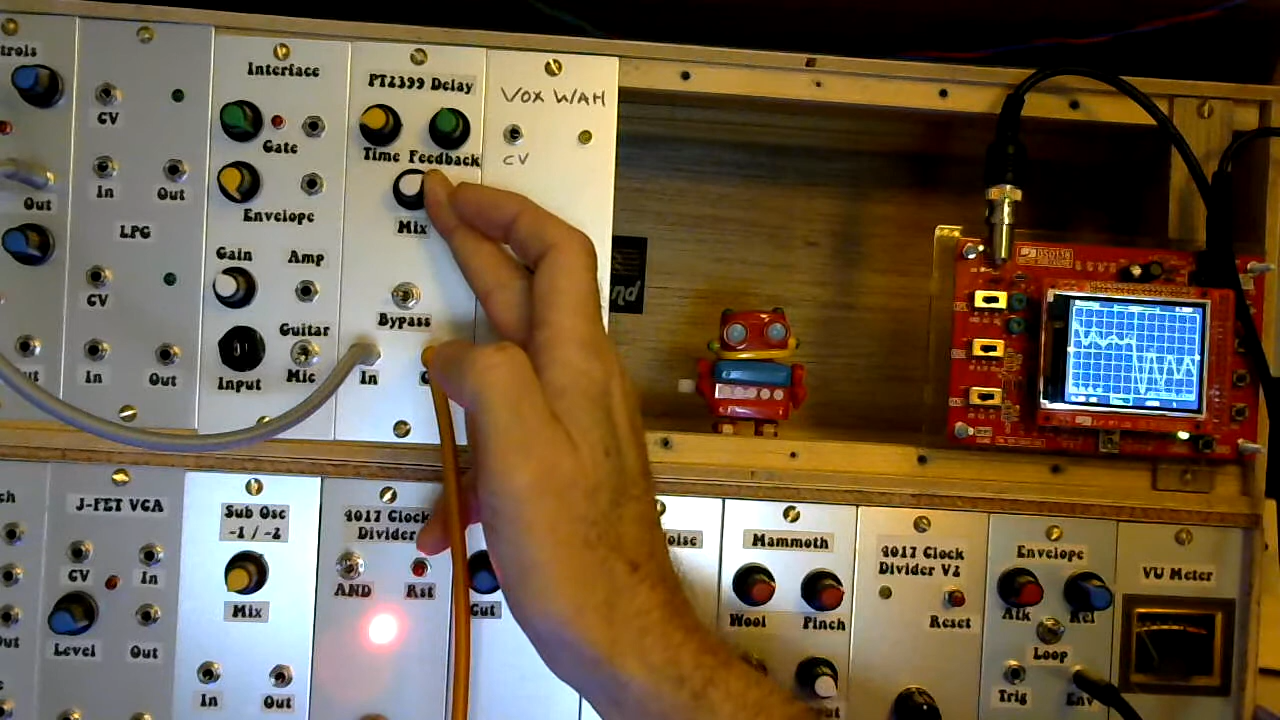 trols
Out
CV
In
Out
LPG
CV
In
Out
Interface
Gate
Envelope
Gain
Amp
Guitar
Mic
Input
PT2399 Delay
Time Feedback
Mix
Bypass
In
VOX WAH
CV
DSO138
J-FET VGA
CV
In
Level
Out
Sub Osc
-1 / -2
Mix
In
Out
4017 Clock
Divider
AND
Rst
Cut
Mammoth
Wool
Pinch
4017 Clock
Divider V2
Reset
Envelope
Atk
Rel
Loop
Trig
Env
VU Meter